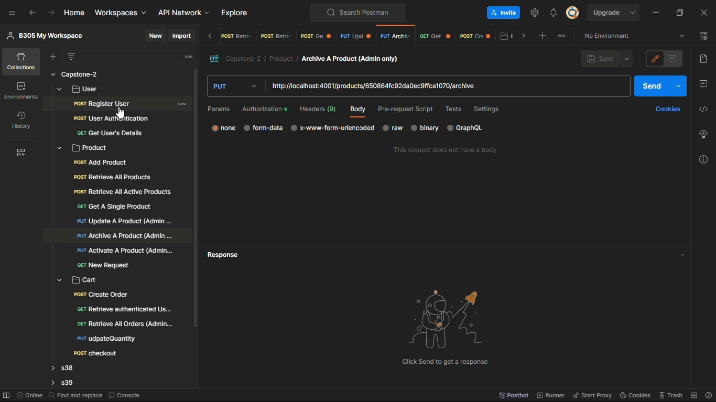 Home Workspaces API Network Explore Search Postman Invite Upgrade
B305 My Workspace New Import POST Regis POST Retri POST Ge PUT Upd PUT Archi GET Get POST Cre No Environment
Collections
Environments
History
Capstone-2
User
POST Register User
POST User Authentication
GET Get User's Details
Product
POST Add Product
POST Retrieve All Products
POST Retrieve All Active Products
GET Get A Single Product
PUT Update A Product (Admin ...
PUT Archive A Product (Admin ...
PUT Activate A Product (Admin...
GET New Request
Cart
POST Create Order
GET Retrieve authenticated Us...
GET Retrieve All Orders (Admin...
PUT udpateQuantity
POST checkout
s38
s39
Capstone-2 / Product / Archive A Product (Admin only) Save
PUT http://localhost:4001/products/650864fc92da0ec9ffca1070/archive Send
Params Authorization Headers (9) Body Pre-request Script Tests Settings Cookies
none form-data x-www-form-urlencoded raw binary GraphQL
This request does not have a body
Response
Click Send to get a response
Online Find and replace Console Postbot Runner Start Proxy Cookies Trash